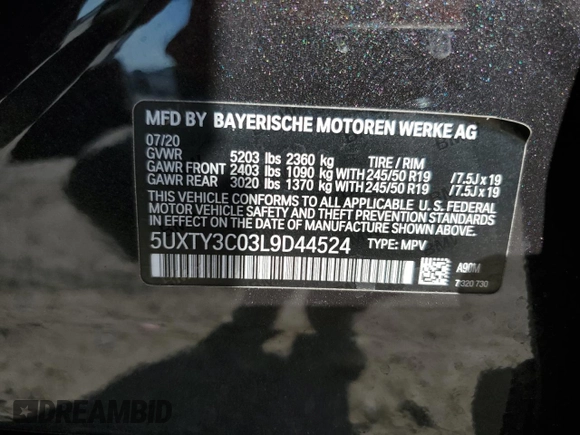 MFD BY BAYERISCHE MOTOREN WERKE AG
07/20
GVWR 5203 lbs 2360 kg TIRE / RIM
GAWR FRONT 2403 lbs 1090 kg WITH 245/50 R19 /7.5J x 19
GAWR REAR 3020 lbs 1370 kg WITH 245/50 R19 /7.5J x 19
THIS VEHICLE CONFORMS TO ALL APPLICABLE U. S. FEDERAL
MOTOR VEHICLE SAFETY AND THEFT PREVENTION STANDARDS
IN EFFECT ON THE DATE OF MANUFACTURE SHOWN ABOVE.
5UXTY3C03L9D44524 TYPE: MPV
A90M
7320 730
DREAMBID